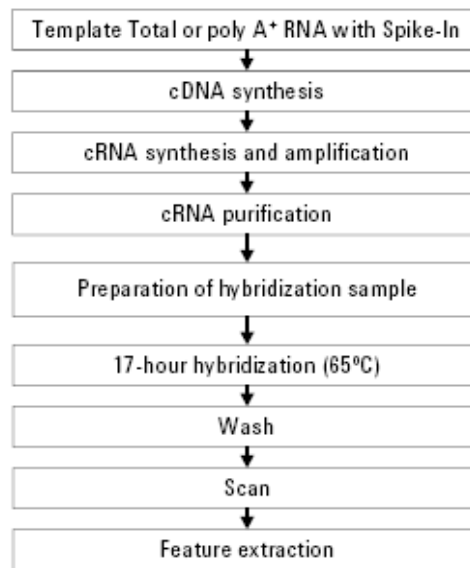 Template Total or poly A⁺ RNA with Spike-In
cDNA synthesis
cRNA synthesis and amplification
cRNA purification
Preparation of hybridization sample
17-hour hybridization (65ºC)
Wash
Scan
Feature extraction